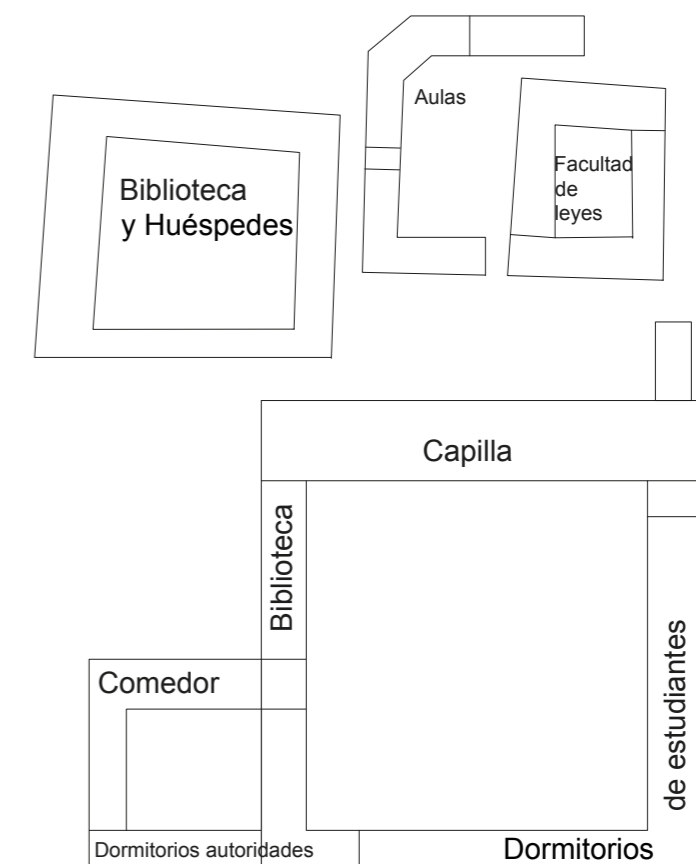 Aulas
Biblioteca
y Huéspedes
Facultad
de
leyes
Capilla
Biblioteca
Comedor
de estudiantes
Dormitorios autoridades
Dormitorios